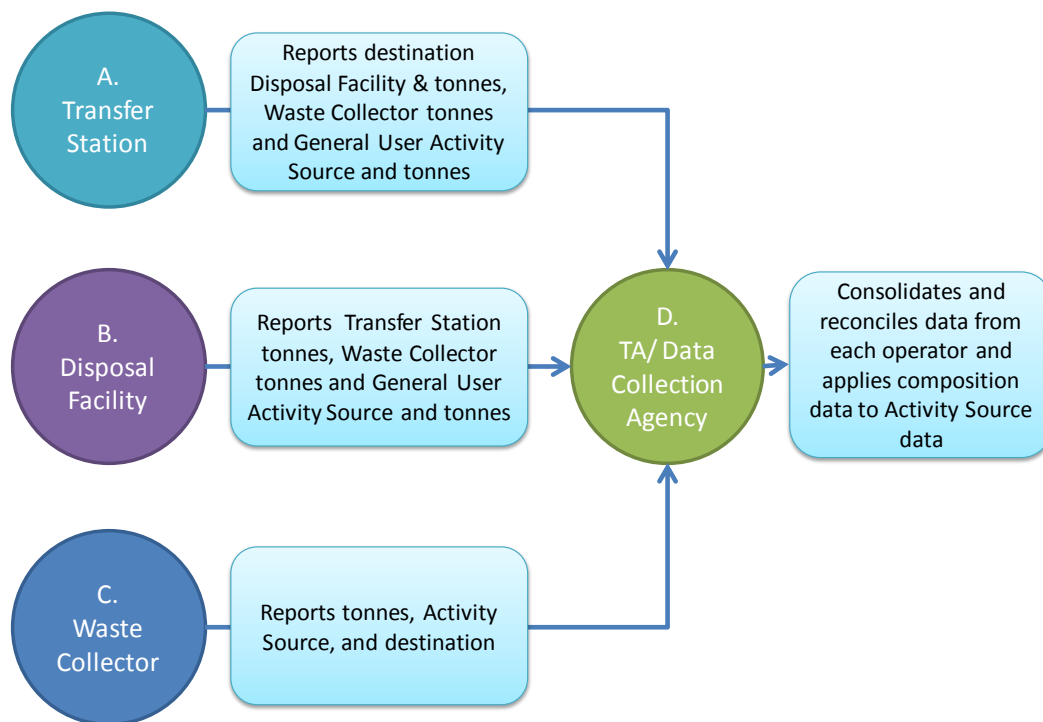 A.
Transfer
Station
Reports destination
Disposal Facility & tonnes,
Waste Collector tonnes
and General User Activity
Source and tonnes
B.
Disposal
Facility
Reports Transfer Station
tonnes, Waste Collector
tonnes and General User
Activity Source and tonnes
D.
TA/ Data
Collection
Agency
Consolidates and
reconciles data from
each operator and
applies composition
data to Activity Source
data
C.
Waste
Collector
Reports tonnes, Activity
Source, and destination